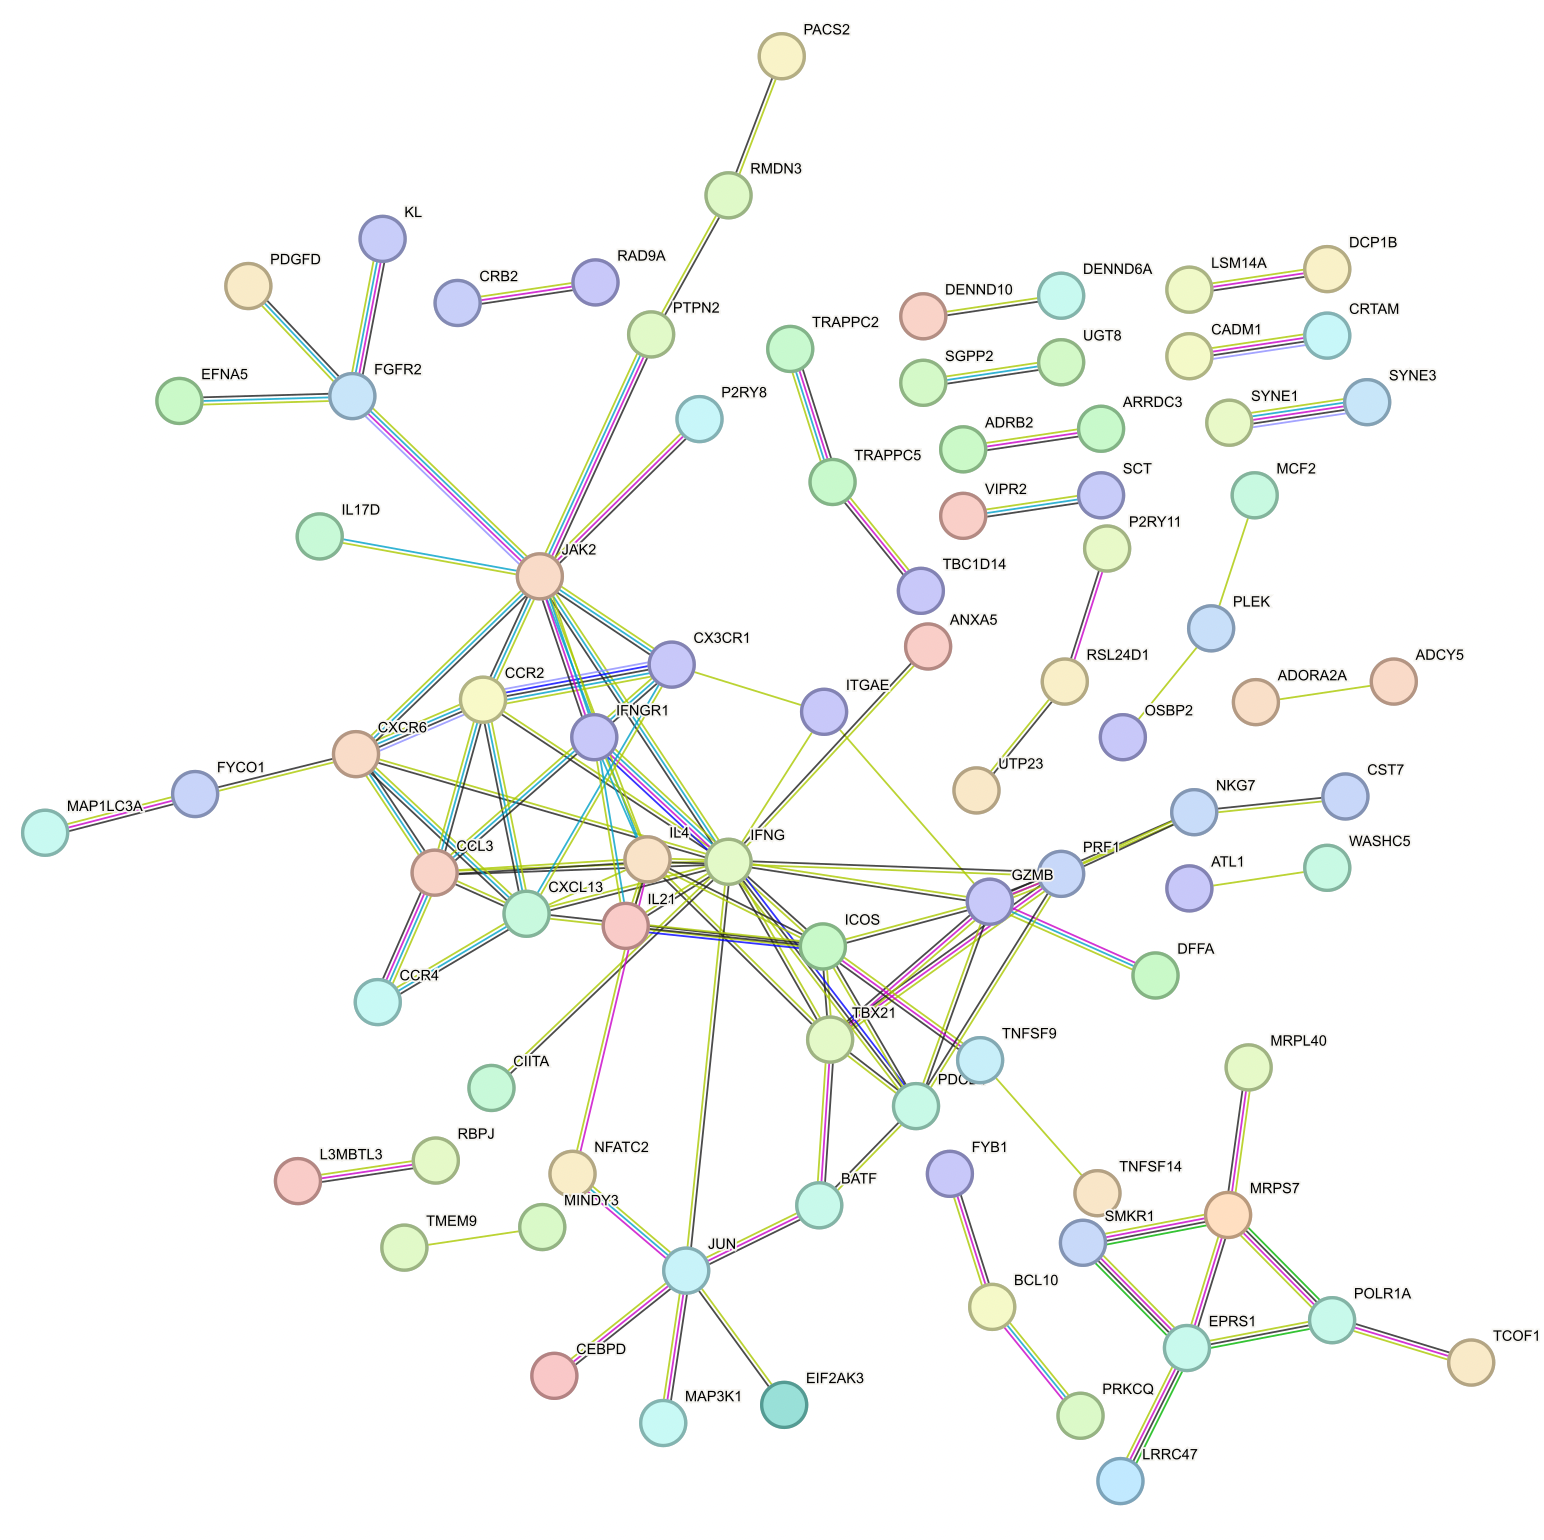 PACS2
RMDN3
KL
PDGFD
RAD9A
CRB2
DCP1B
LSM14A
DENND6A
DENND10
PTPN2
TRAPPC2
CRTAM
CADM1
UGT8
SGPP2
EFNA5
FGFR2
SYNE3
SYNE1
P2RY8
ARRDC3
ADRB2
TRAPPC5
SCT
VIPR2
MCF2
IL17D
P2RY11
JAK2
TBC1D14
PLEK
ANXA5
CX3CR1
RSL24D1
ADCY5
ADORA2A
CCR2
ITGAE
IFNGR1
OSBP2
CXCR6
FYCO1
UTP23
CST7
NKG7
MAP1LC3A
IL4
IFNG
CCL3
PRF1
WASHC5
GZMB
ATL1
CXCL13
IL21
ICOS
DFFA
CCR4
TBX21
TNFSF9
MRPL40
CIITA
RBPJ
L3MBTL3
NFATC2
FYB1
BATF
TNFSF14
MRPS7
MINDY3
TMEM9
SMKR1
JUN
BCL10
POLR1A
EPRS1
TCOF1
CEBPD
EIF2AK3
MAP3K1
PRKCQ
LRRC47